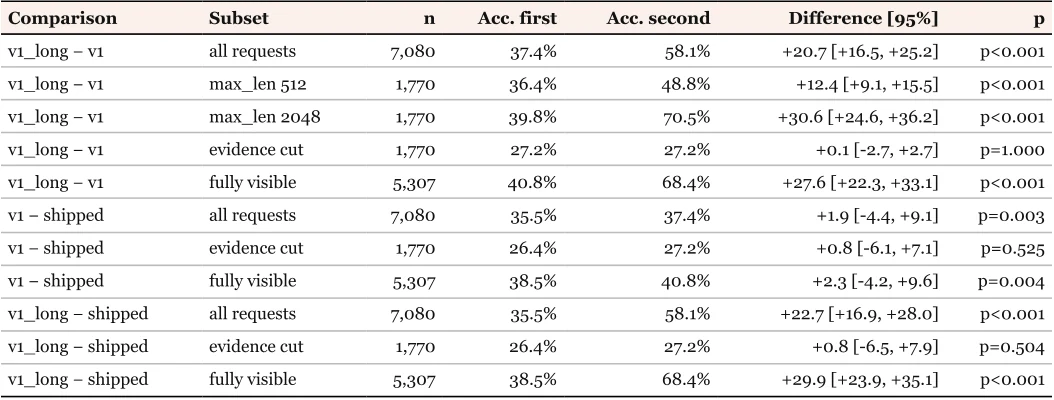 Comparison Subset n Acc. first Acc. second Difference [95%] p
v1_long − v1 all requests 7,080 37.4% 58.1% +20.7 [+16.5, +25.2] p<0.001
v1_long − v1 max_len 512 1,770 36.4% 48.8% +12.4 [+9.1, +15.5] p<0.001
v1_long − v1 max_len 2048 1,770 39.8% 70.5% +30.6 [+24.6, +36.2] p<0.001
v1_long − v1 evidence cut 1,770 27.2% 27.2% +0.1 [-2.7, +2.7] p=1.000
v1_long − v1 fully visible 5,307 40.8% 68.4% +27.6 [+22.3, +33.1] p<0.001
v1 − shipped all requests 7,080 35.5% 37.4% +1.9 [-4.4, +9.1] p=0.003
v1 − shipped evidence cut 1,770 26.4% 27.2% +0.8 [-6.1, +7.1] p=0.525
v1 − shipped fully visible 5,307 38.5% 40.8% +2.3 [-4.2, +9.6] p=0.004
v1_long − shipped all requests 7,080 35.5% 58.1% +22.7 [+16.9, +28.0] p<0.001
v1_long − shipped evidence cut 1,770 26.4% 27.2% +0.8 [-6.5, +7.9] p=0.504
v1_long − shipped fully visible 5,307 38.5% 68.4% +29.9 [+23.9, +35.1] p<0.001